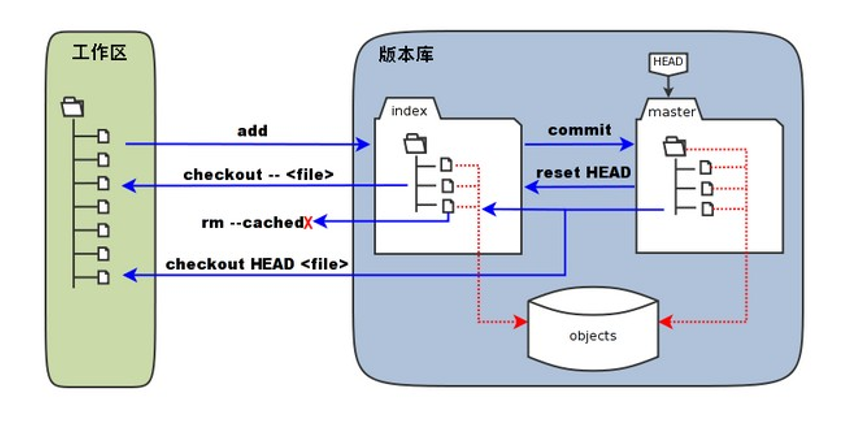 工作区
版本库
HEAD
index
master
add
commit
checkout -- <file>
reset HEAD
rm --cached
X
checkout HEAD <file>
objects